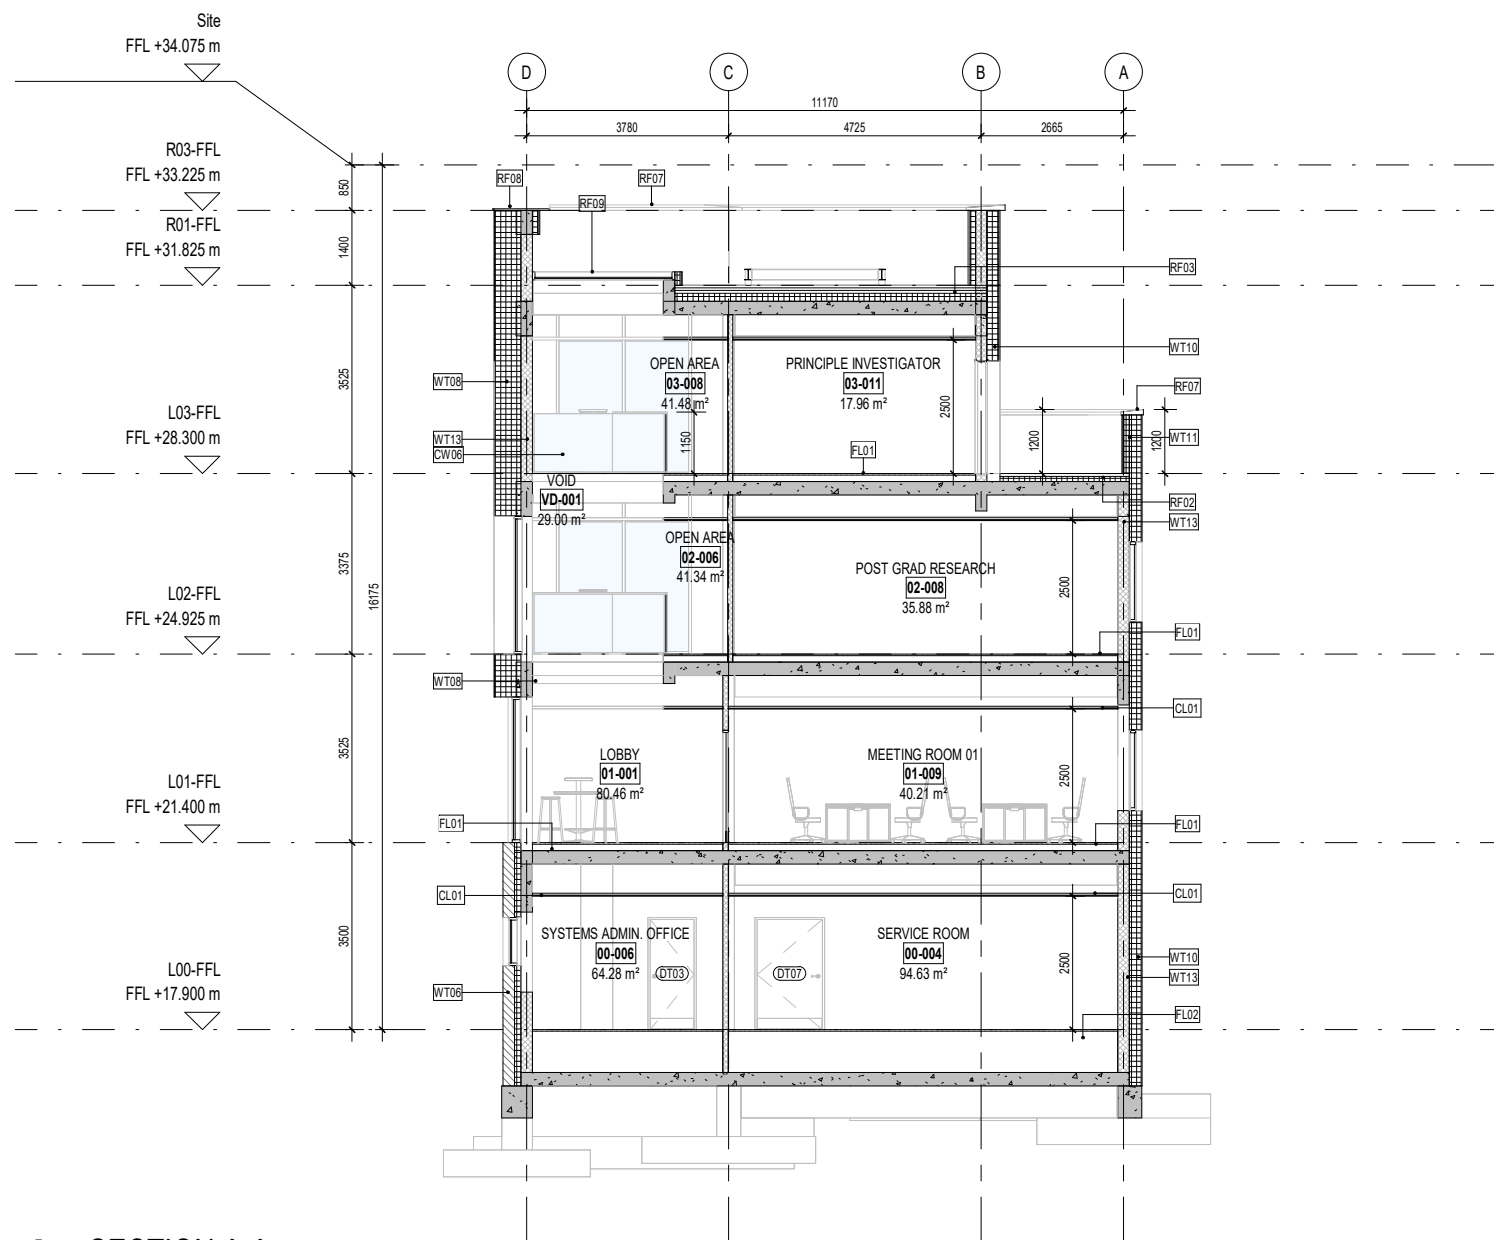 Site
FFL +34.075 m
D
C
B
A
11170
3780
4725
2665
R03-FFL
FFL +33.225 m
850
RF08
RF07
RF09
R01-FFL
FFL +31.825 m
1400
RF03
OPEN AREA
03-008
41.48 m²
PRINCIPLE INVESTIGATOR
03-011
17.96 m²
WT10
WT08
3525
RF07
2500
L03-FFL
FFL +28.300 m
WT13
CW06
1150
FL01
1200
1200
WT11
VOID
VD-001
29.00 m²
RF02
WT13
OPEN AREA
02-006
41.34 m²
POST GRAD RESEARCH
02-008
35.88 m²
3375
16175
2500
L02-FFL
FFL +24.925 m
FL01
WT08
CL01
3525
LOBBY
01-001
80.46 m²
MEETING ROOM 01
01-009
40.21 m²
2500
L01-FFL
FFL +21.400 m
FL01
FL01
CL01
CL01
3500
SYSTEMS ADMIN. OFFICE
00-006
64.28 m²
SERVICE ROOM
00-004
94.63 m²
DT03
DT07
2500
WT10
WT13
L00-FFL
FFL +17.900 m
WT06
FL02